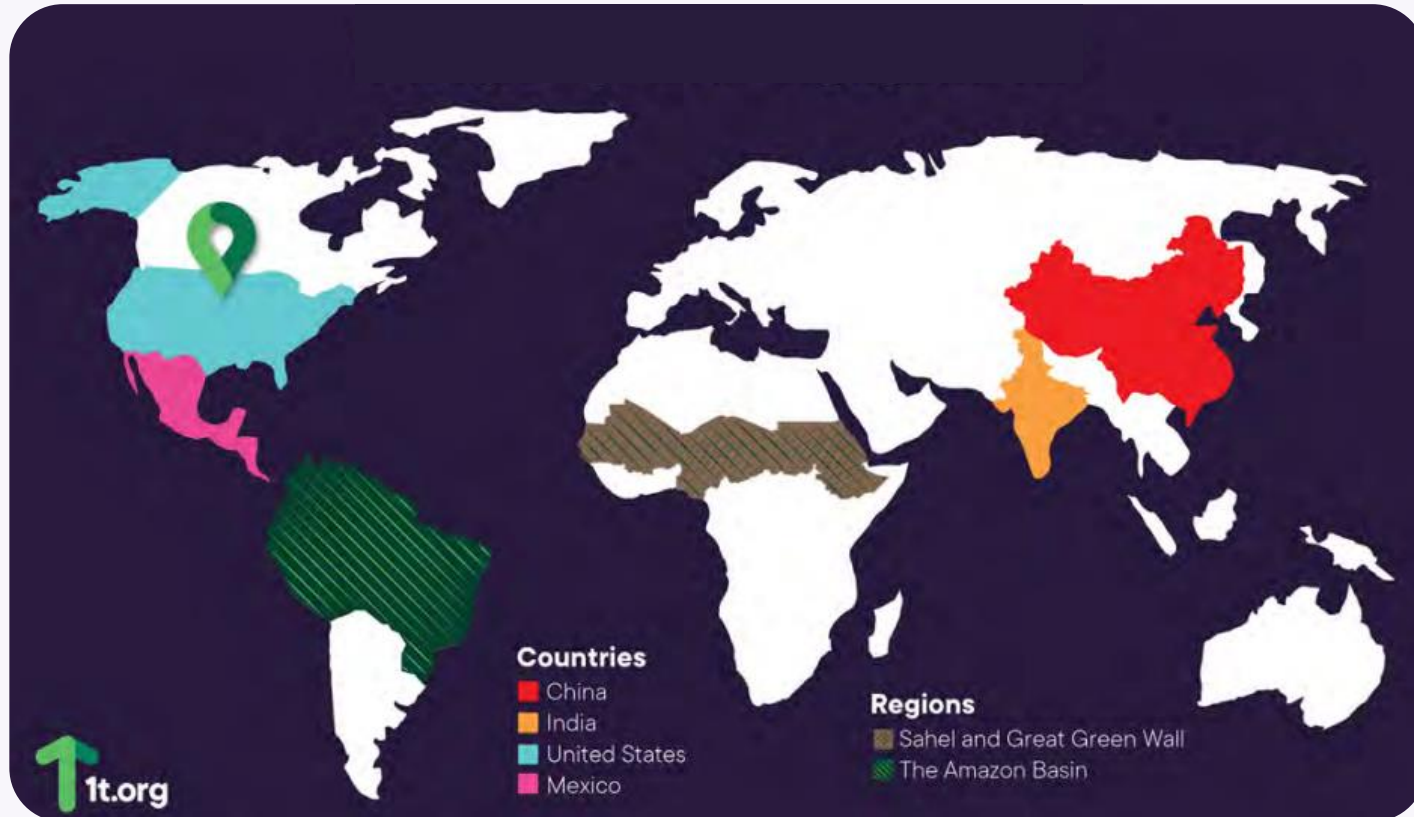 Countries
China
India
United States
Mexico
Regions
Sahel and Great Green Wall
The Amazon Basin
1t.org